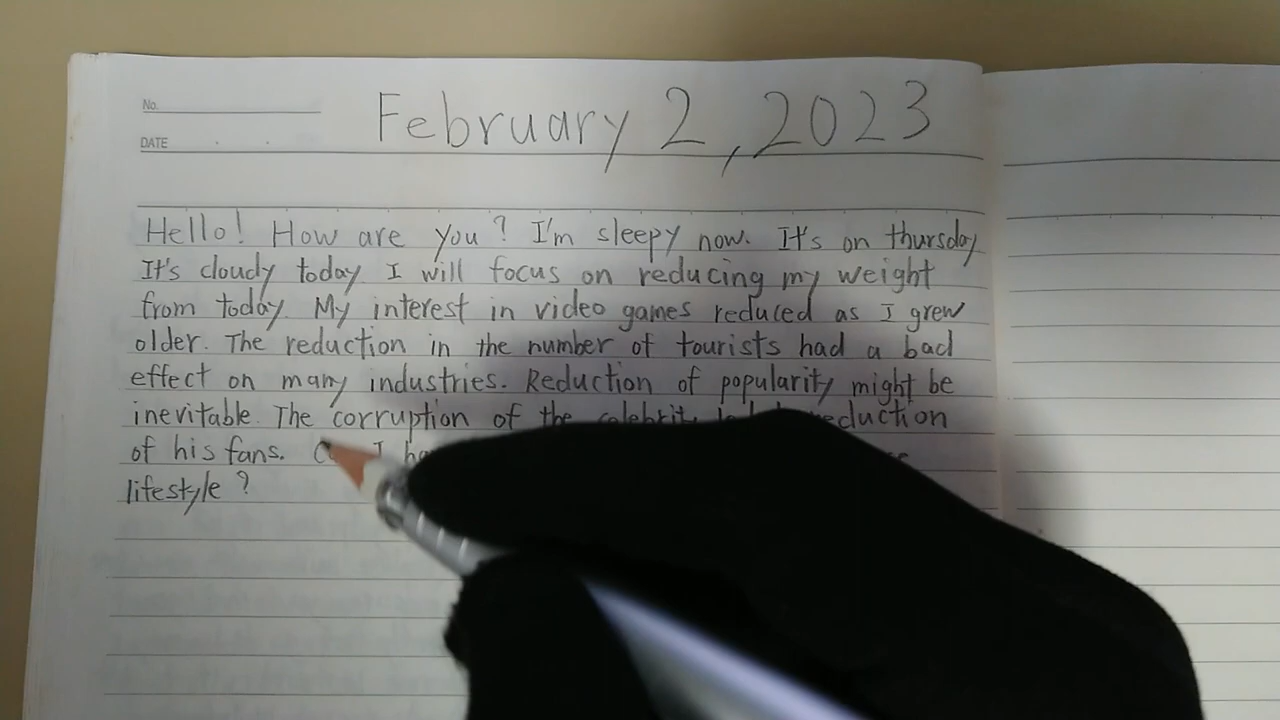 No.
DATE
February 2, 2023
Hello! How are you? I'm sleepy now. It's on thursday
It's cloudy today. I will focus on reducing my weight
from today. My interest in video games reduced as I grew
older. The reduction in the number of tourists had a bad
effect on many industries. Reduction of popularity might be
inevitable. The corruption of the celebrity reduction
of his fans. I
lifestyle?